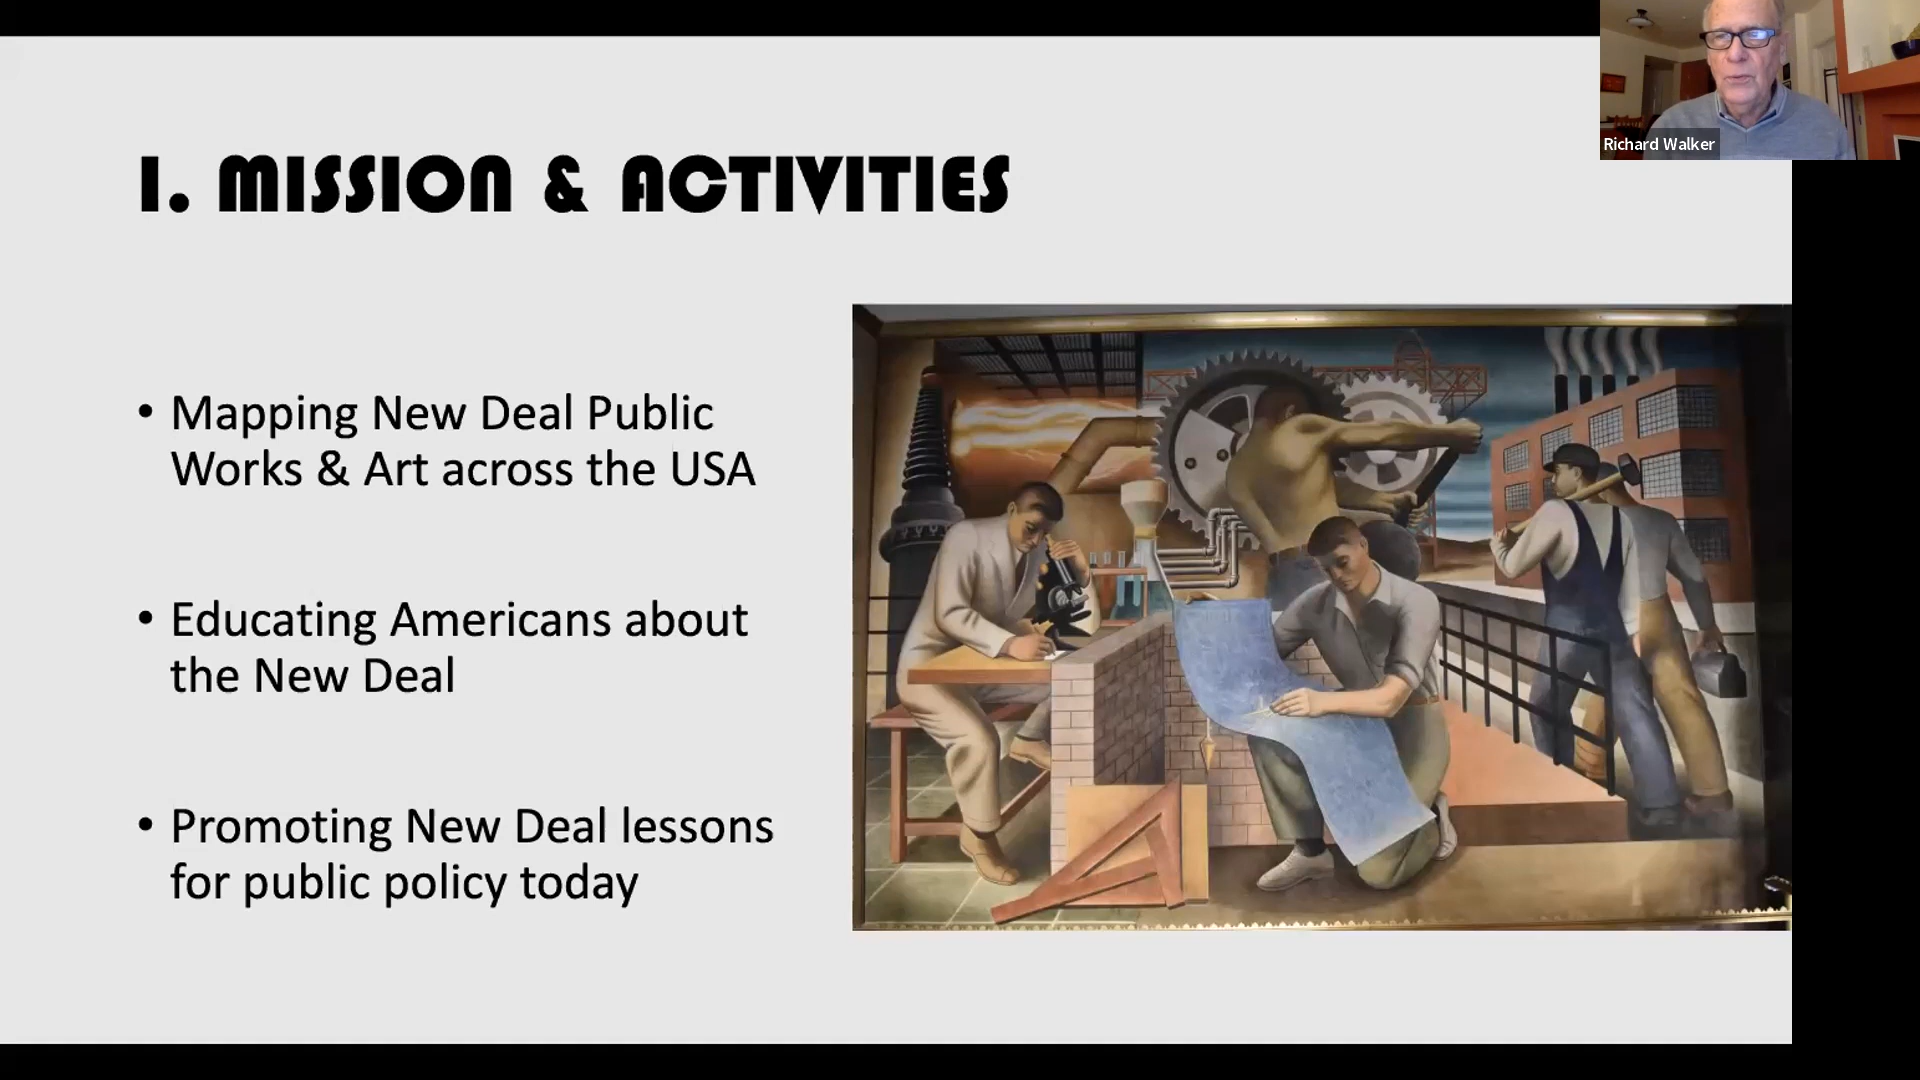 Richard Walker
1. MISSION & ACTIVITIES
• Mapping New Deal Public
Works & Art across the USA
• Educating Americans about
the New Deal
• Promoting New Deal lessons
for public policy today